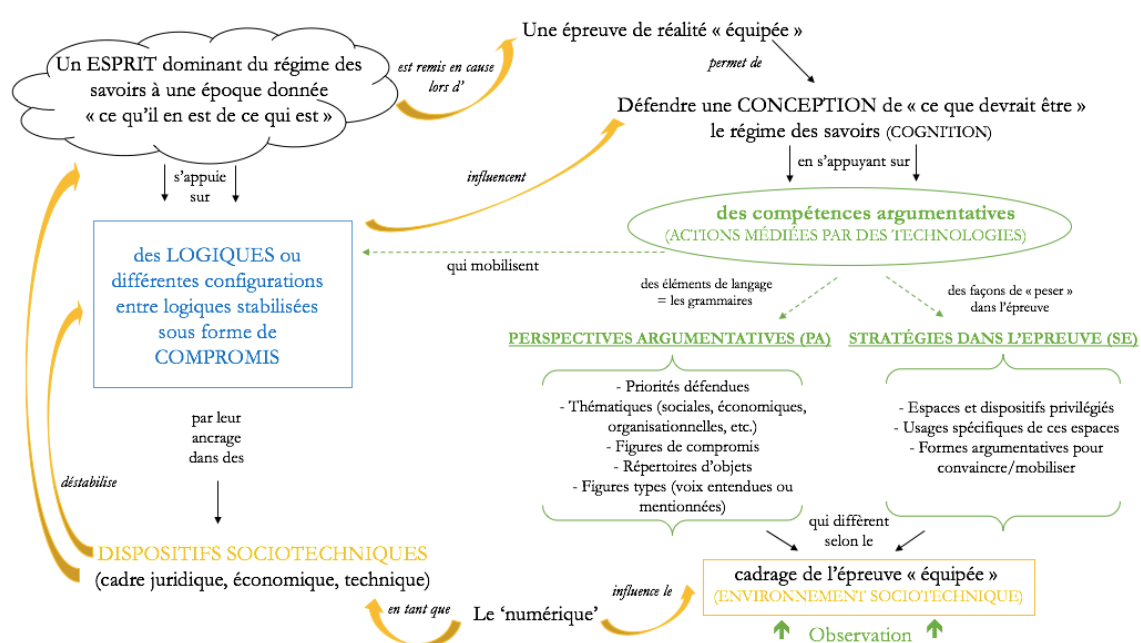 Un ESPRIT dominant du régime des
savoirs à une époque donnée
« ce qu'il en est de ce qui est »
est remis en cause
lors d'
Une épreuve de réalité « équipée »
permet de
Défendre une CONCEPTION de « ce que devrait être »
le régime des savoirs (COGNITION)
s'appuie
sur
influencent
en s'appuyant sur
des compétences argumentatives
(ACTIONS MÉDIÉES PAR DES TECHNOLOGIES)
des LOGIQUES ou
différentes configurations
entre logiques stabilisées
sous forme de
COMPROMIS
qui mobilisent
des éléments de langage
= les grammaires
des façons de « peser »
dans l'épreuve
PERSPECTIVES ARGUMENTATIVES (PA)
- Priorités défendues
- Thématiques (sociales, économiques,
organisationnelles, etc.)
- Figures de compromis
- Répertoires d'objets
- Figures types (voix entendues ou
mentionnées)
STRATÉGIES DANS L'EPREUVE (SE)
- Espaces et dispositifs privilégiés
- Usages spécifiques de ces espaces
- Formes argumentatives pour
convaincre/mobiliser
par leur
ancrage
dans des
déstabilise
qui diffèrent
selon le
DISPOSITIFS SOCIOTECHNIQUES
(cadre juridique, économique, technique)
en tant que
Le 'numérique'
influence le
cadrage de l'épreuve « équipée »
(ENVIRONNEMENT SOCIOTECHNIQUE)
Observation